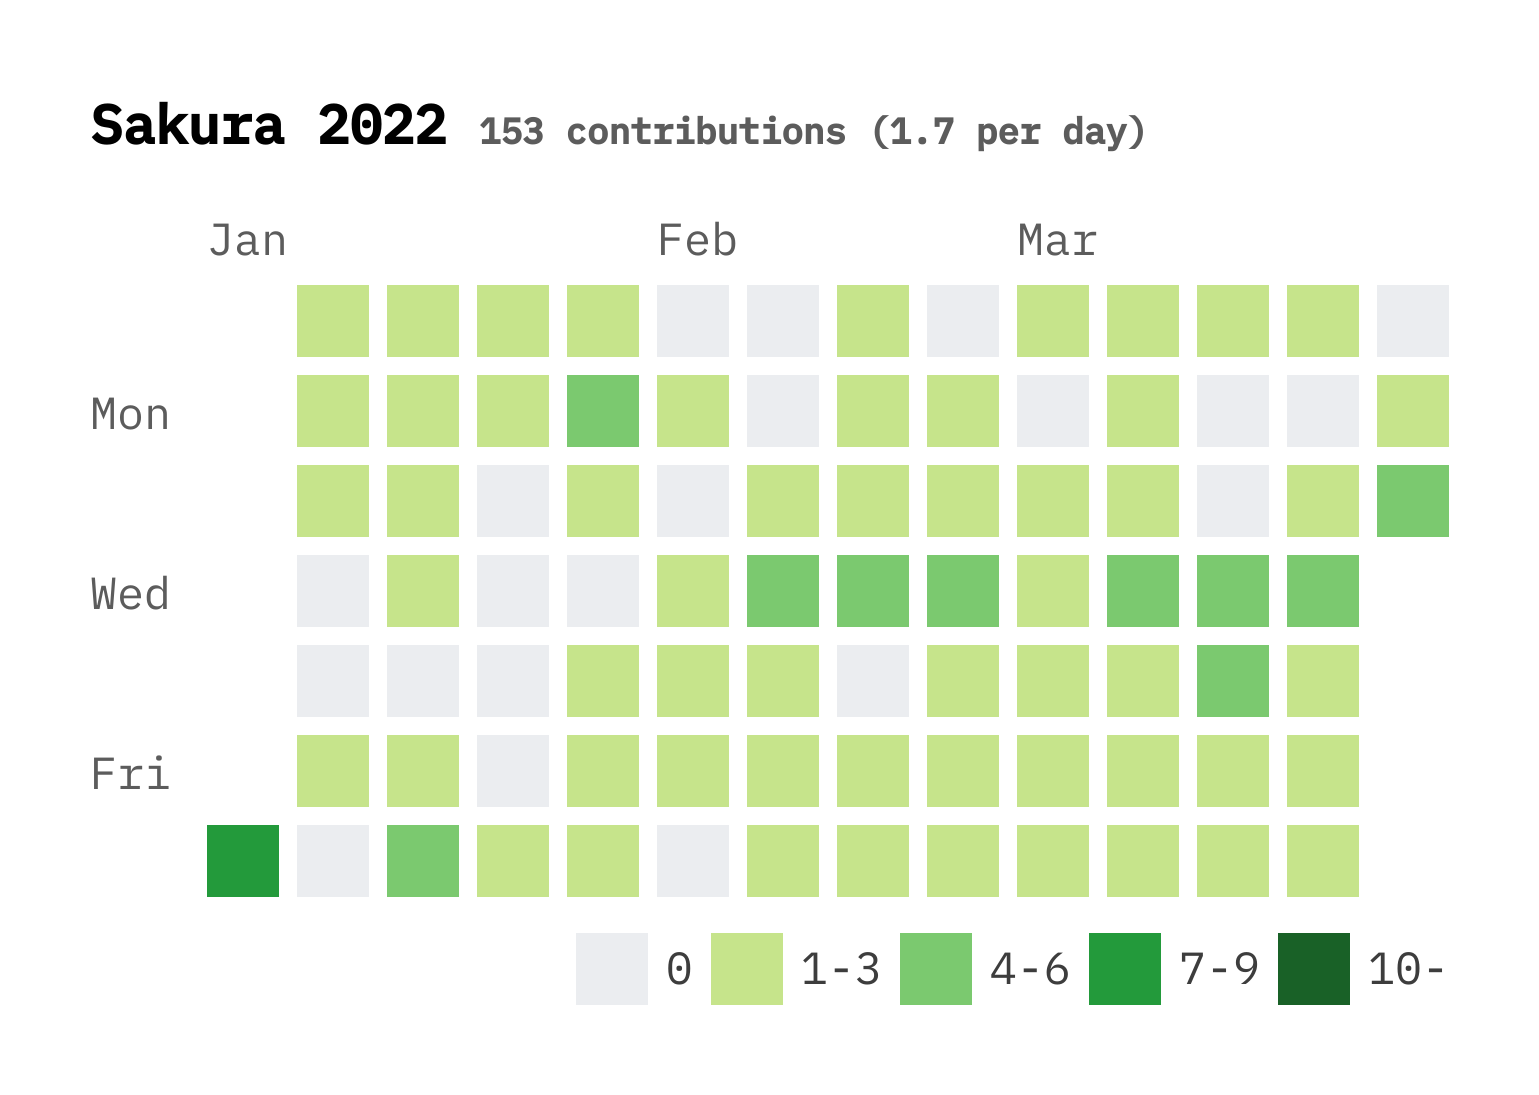 Sakura 2022 153 contributions (1.7 per day)
Jan Feb Mar
Mon
Wed
Fri
0 1-3 4-6 7-9 10-